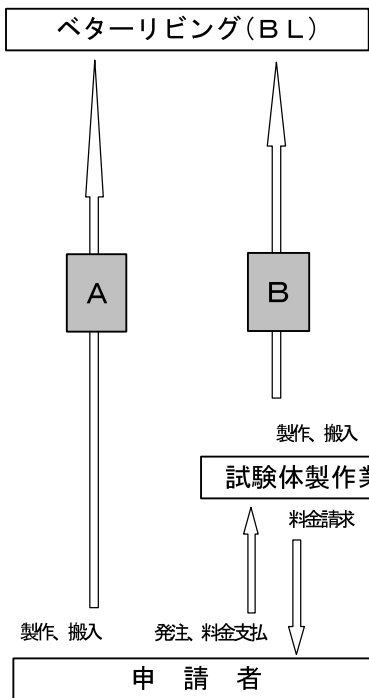 ベターリビング（ＢＬ）
Ａ
Ｂ
製作、搬入
試験体製作業
料金請求
製作、搬入
発注、料金支払
申 請 者